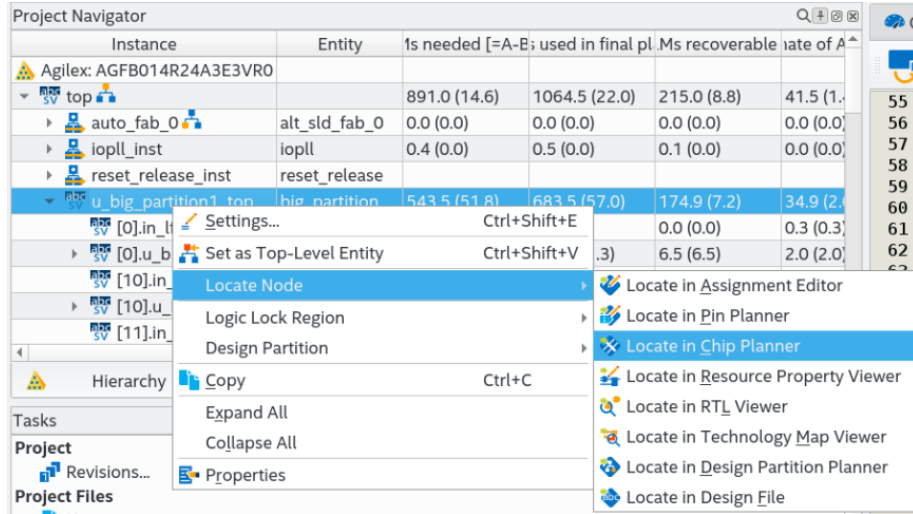 Project Navigator
Instance Entity 1s needed [=A-B s used in final pl .Ms recoverable nate of A
Agilex: AGFB014R24A3E3VR0
top 891.0 (14.6) 1064.5 (22.0) 215.0 (8.8) 41.5 (1.
auto_fab_0 alt_sld_fab_0 0.0 (0.0) 0.0 (0.0) 0.0 (0.0) 0.0 (0.0)
iopll_inst iopll 0.4 (0.0) 0.5 (0.0) 0.1 (0.0) 0.0 (0.0)
reset_release_inst reset_release
u_big_partition1_top big_partition 543.5 (51.8) 683.5 (57.0) 174.9 (7.2) 34.9 (2.
[0].in_lf 0.0 (0.0) 0.3 (0.3)
[0].u_b .3) 6.5 (6.5) 2.0 (2.0)
[10].in_
[10].u_
[11].in_
Hierarchy
Settings... Ctrl+Shift+E
Set as Top-Level Entity Ctrl+Shift+V
Locate Node
Logic Lock Region
Design Partition
Copy Ctrl+C
Expand All
Collapse All
Properties
Locate in Assignment Editor
Locate in Pin Planner
Locate in Chip Planner
Locate in Resource Property Viewer
Locate in RTL Viewer
Locate in Technology Map Viewer
Locate in Design Partition Planner
Locate in Design File
Tasks
Project
Revisions...
Project Files
55
56
57
58
59
60
61
62